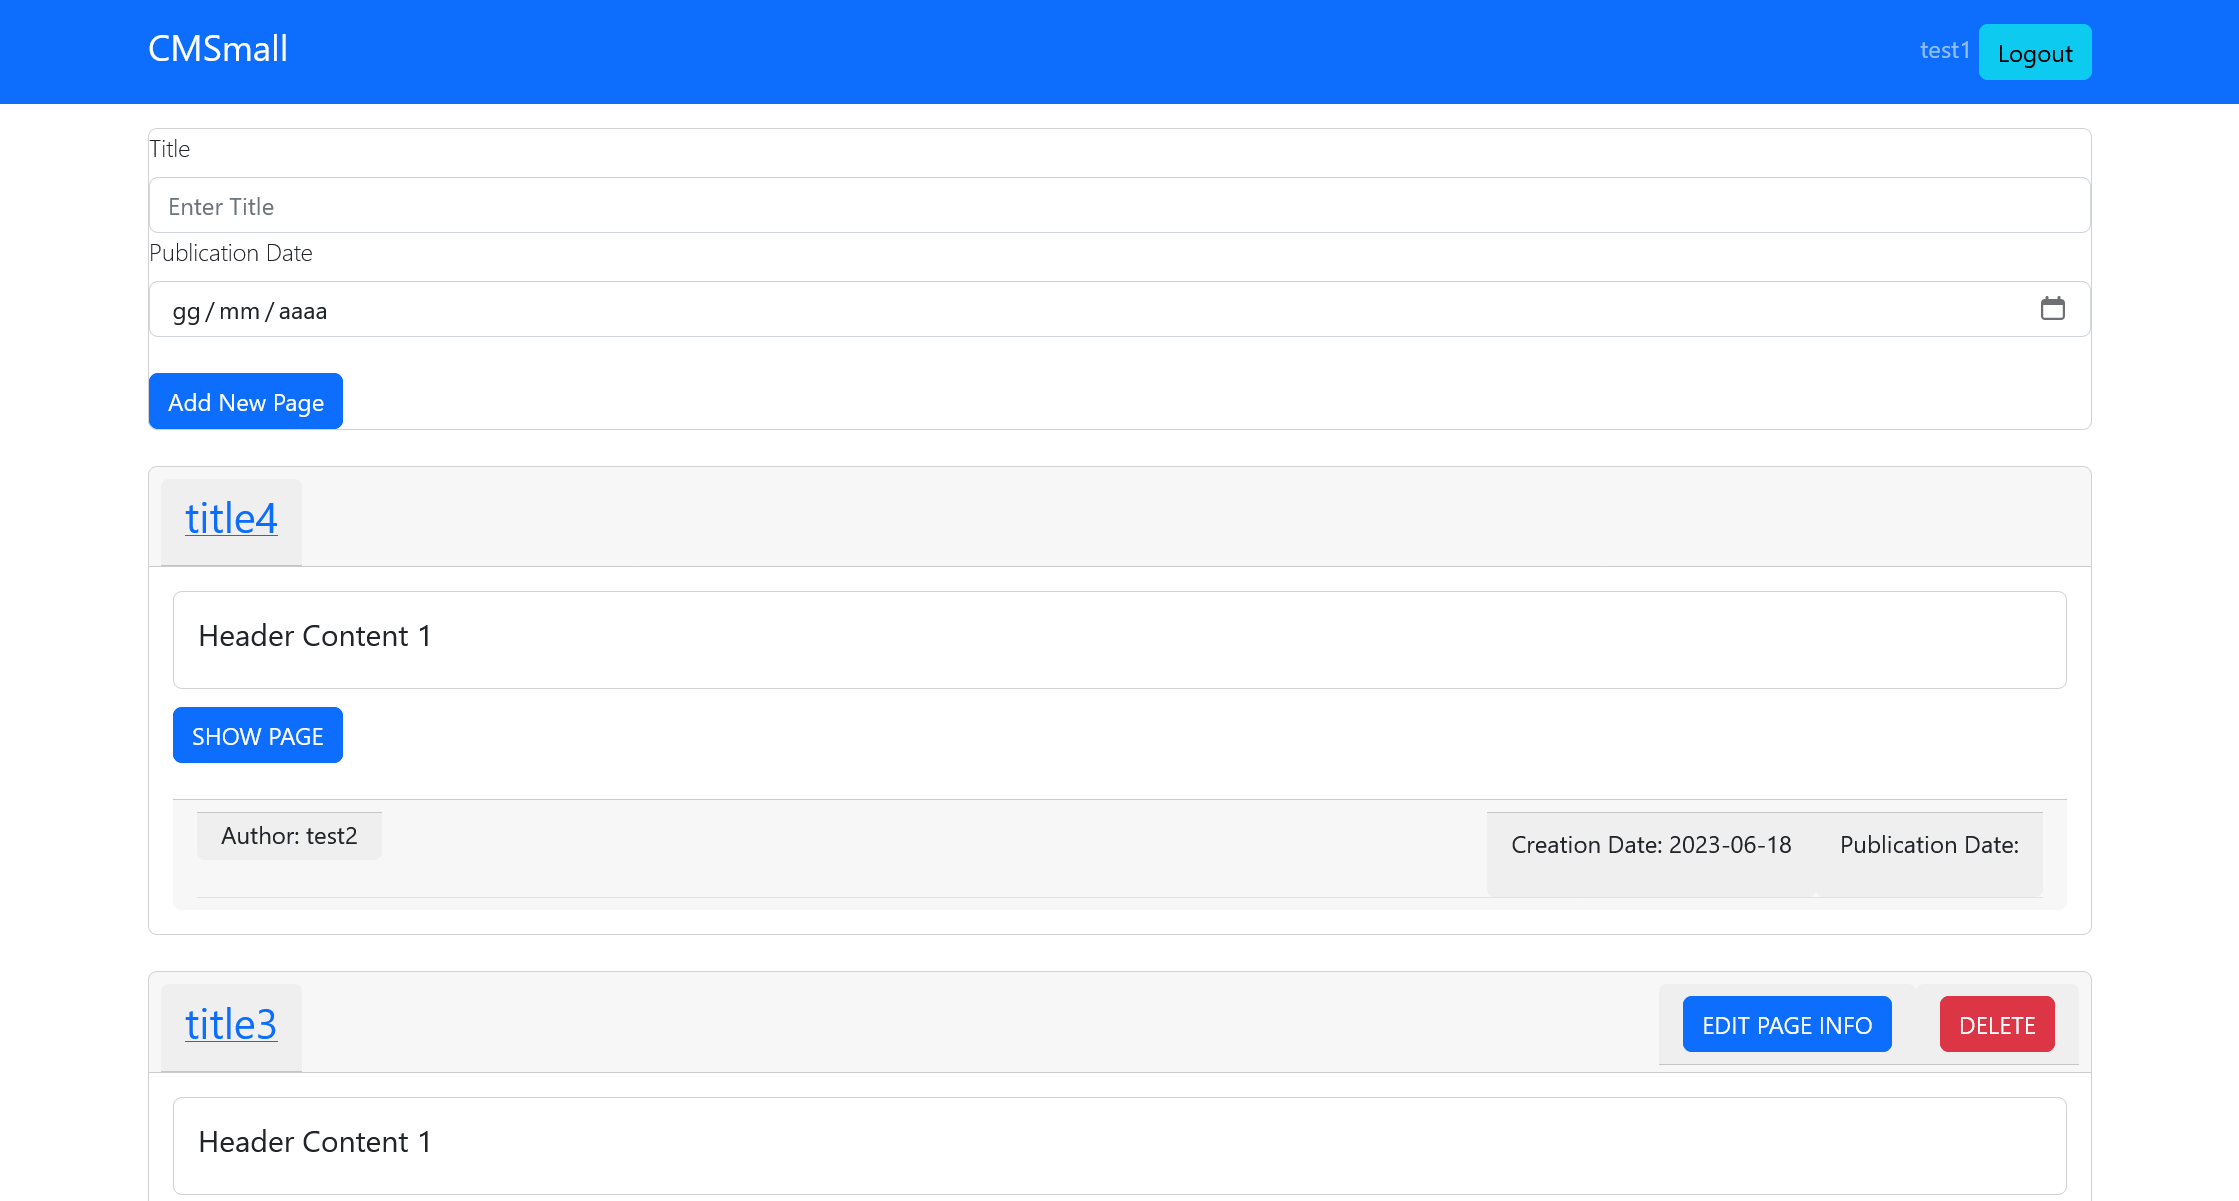 CMSmall
test1 Logout
Title
Enter Title
Publication Date
gg/mm/aaaa
Add New Page
title4
Header Content 1
SHOW PAGE
Author: test2 Creation Date: 2023-06-18 Publication Date:
title3 EDIT PAGE INFO DELETE
Header Content 1